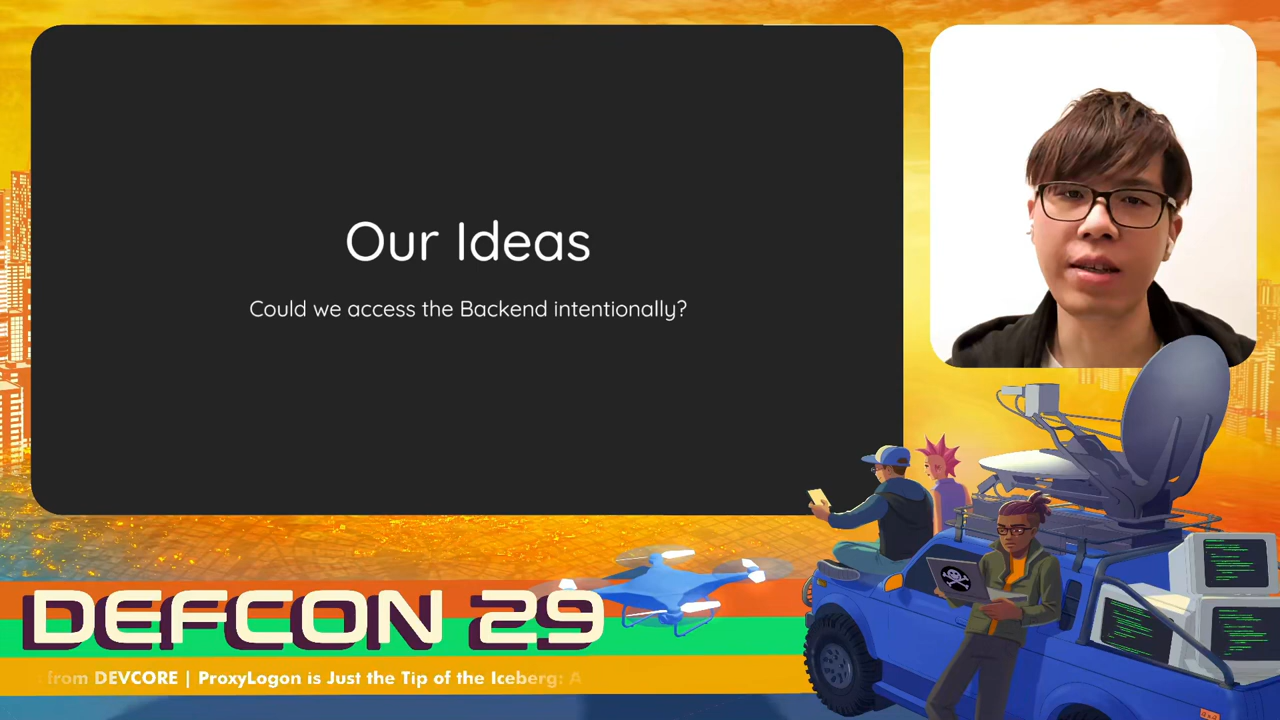 Our Ideas
Could we access the Backend intentionally?
DEFCON 29
from DEVCORE | ProxyLogon is Just the Tip of the Iceberg: A